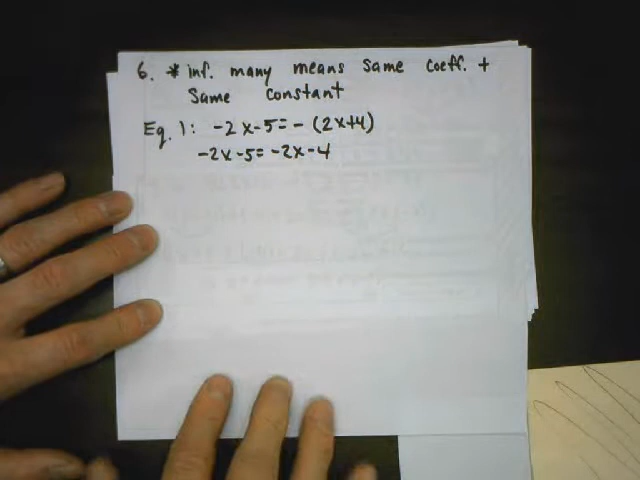 6. * inf. many means same coeff. +
same constant
Eq. 1: -2x-5=-(2x+4)
-2x-5=-2x-4